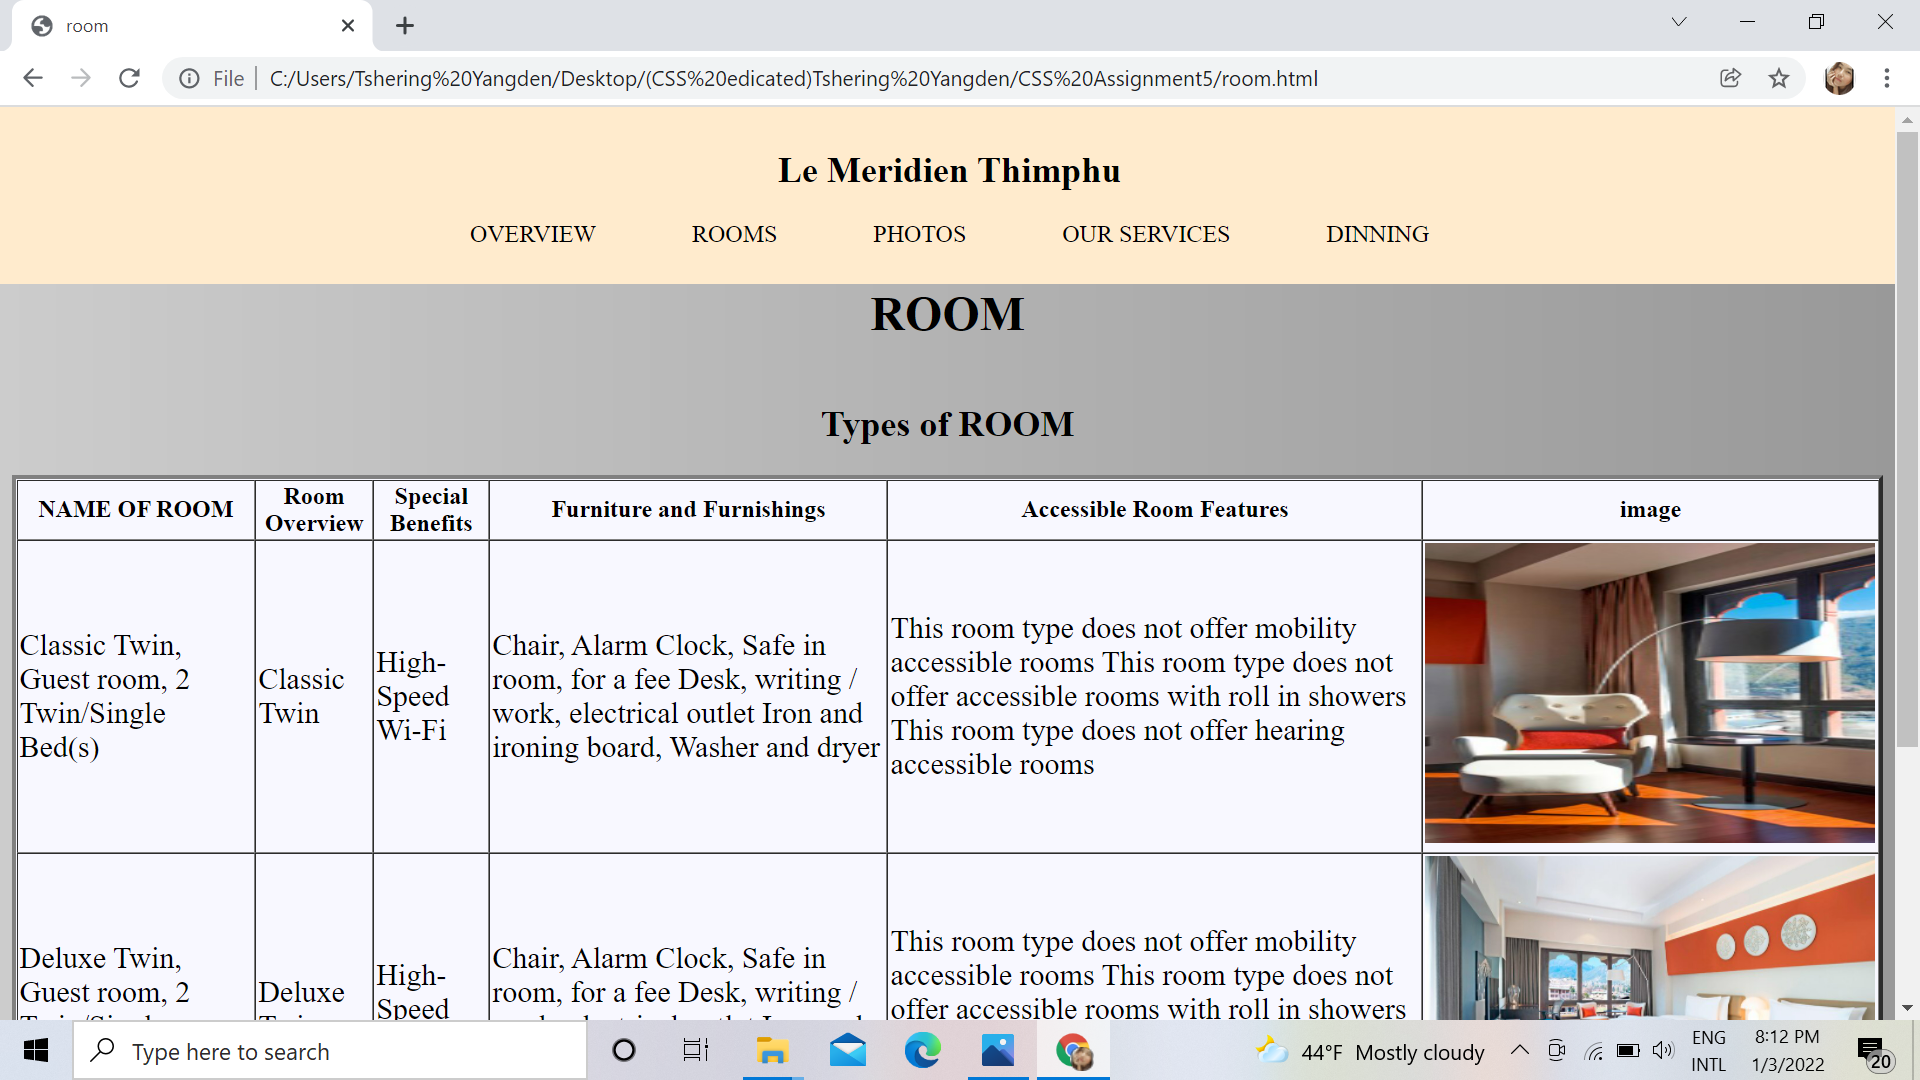 room
File
C:/Users/Tshering%20Yangden/Desktop/(CSS%20edicated)Tshering%20Yangden/CSS%20Assignment5/room.html
Le Meridien Thimphu
OVERVIEW ROOMS PHOTOS OUR SERVICES DINNING
ROOM
Types of ROOM
NAME OF ROOM
Room
Overview
Special
Benefits
Furniture and Furnishings
Accessible Room Features
image
Classic Twin,
Guest room, 2
Twin/Single
Bed(s)
Classic
Twin
High-
Speed
Wi-Fi
Chair, Alarm Clock, Safe in
room, for a fee Desk, writing /
work, electrical outlet Iron and
ironing board, Washer and dryer
This room type does not offer mobility
accessible rooms This room type does not
offer accessible rooms with roll in showers
This room type does not offer hearing
accessible rooms
Deluxe Twin,
Guest room, 2
Deluxe
High-
Speed
Chair, Alarm Clock, Safe in
room, for a fee Desk, writing /
This room type does not offer mobility
accessible rooms This room type does not
offer accessible rooms with roll in showers
Type here to search
44°F Mostly cloudy
ENG
INTL
8:12 PM
1/3/2022
20